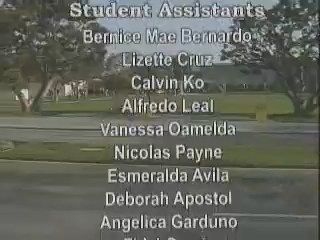 Student Assistants
Bernice Mae Bernardo
Lizette Cruz
Calvin Ko
Alfredo Leal
Vanessa Oamelda
Nicolas Payne
Esmeralda Avila
Deborah Apostol
Angelica Garduno